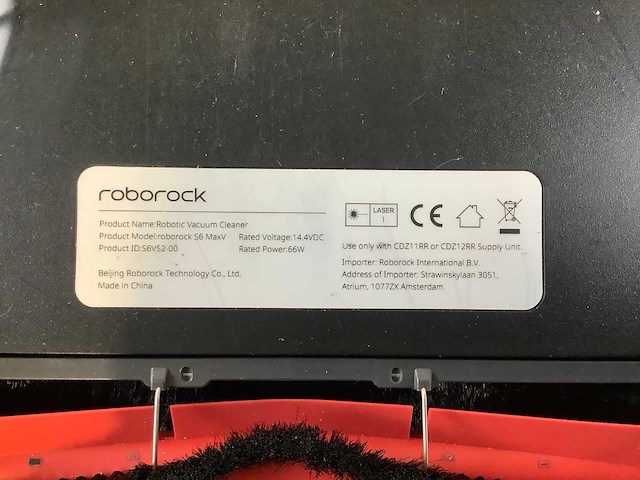 roborock
Product Name:Robotic Vacuum Cleaner
Product Model:roborock S6 MaxV Rated Voltage:14.4VDC
Product ID:S6V52-00 Rated Power:66W
Beijing Roborock Technology Co., Ltd.
Made in China
LASER
1
CE
Use only with CDZ11RR or CDZ12RR Supply Unit.
Importer: Roborock International B.V.
Address of Importer: Strawinskylaan 3051,
Atrium, 1077ZX Amsterdam.